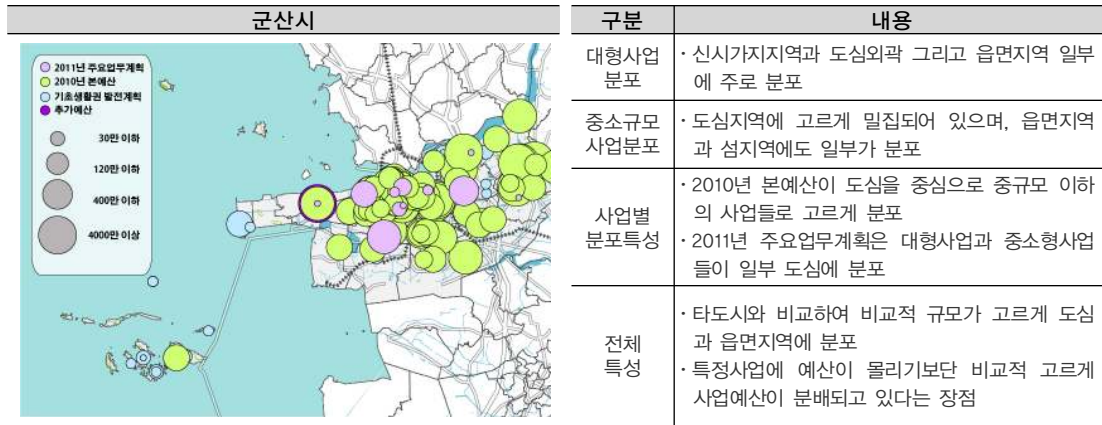 군산시
2011년 주요업무계획
2010년 본예산
기초생활권 발전계획
추가예산
30만 이하
120만 이하
400만 이하
4000만 이상
구분 내용
대형사업
분포
· 신시가지지역과 도심외곽 그리고 읍면지역 일부
에 주로 분포
중소규모
사업분포
· 도심지역에 고르게 밀집되어 있으며, 읍면지역
과 섬지역에도 일부가 분포
사업별
분포특성
· 2010년 본예산이 도심을 중심으로 중규모 이하
의 사업들로 고르게 분포
· 2011년 주요업무계획은 대형사업과 중소형사업
들이 일부 도심에 분포
전체
특성
· 타도시와 비교하여 비교적 규모가 고르게 도심
과 읍면지역에 분포
· 특정사업에 예산이 몰리기보단 비교적 고르게
사업예산이 분배되고 있다는 장점